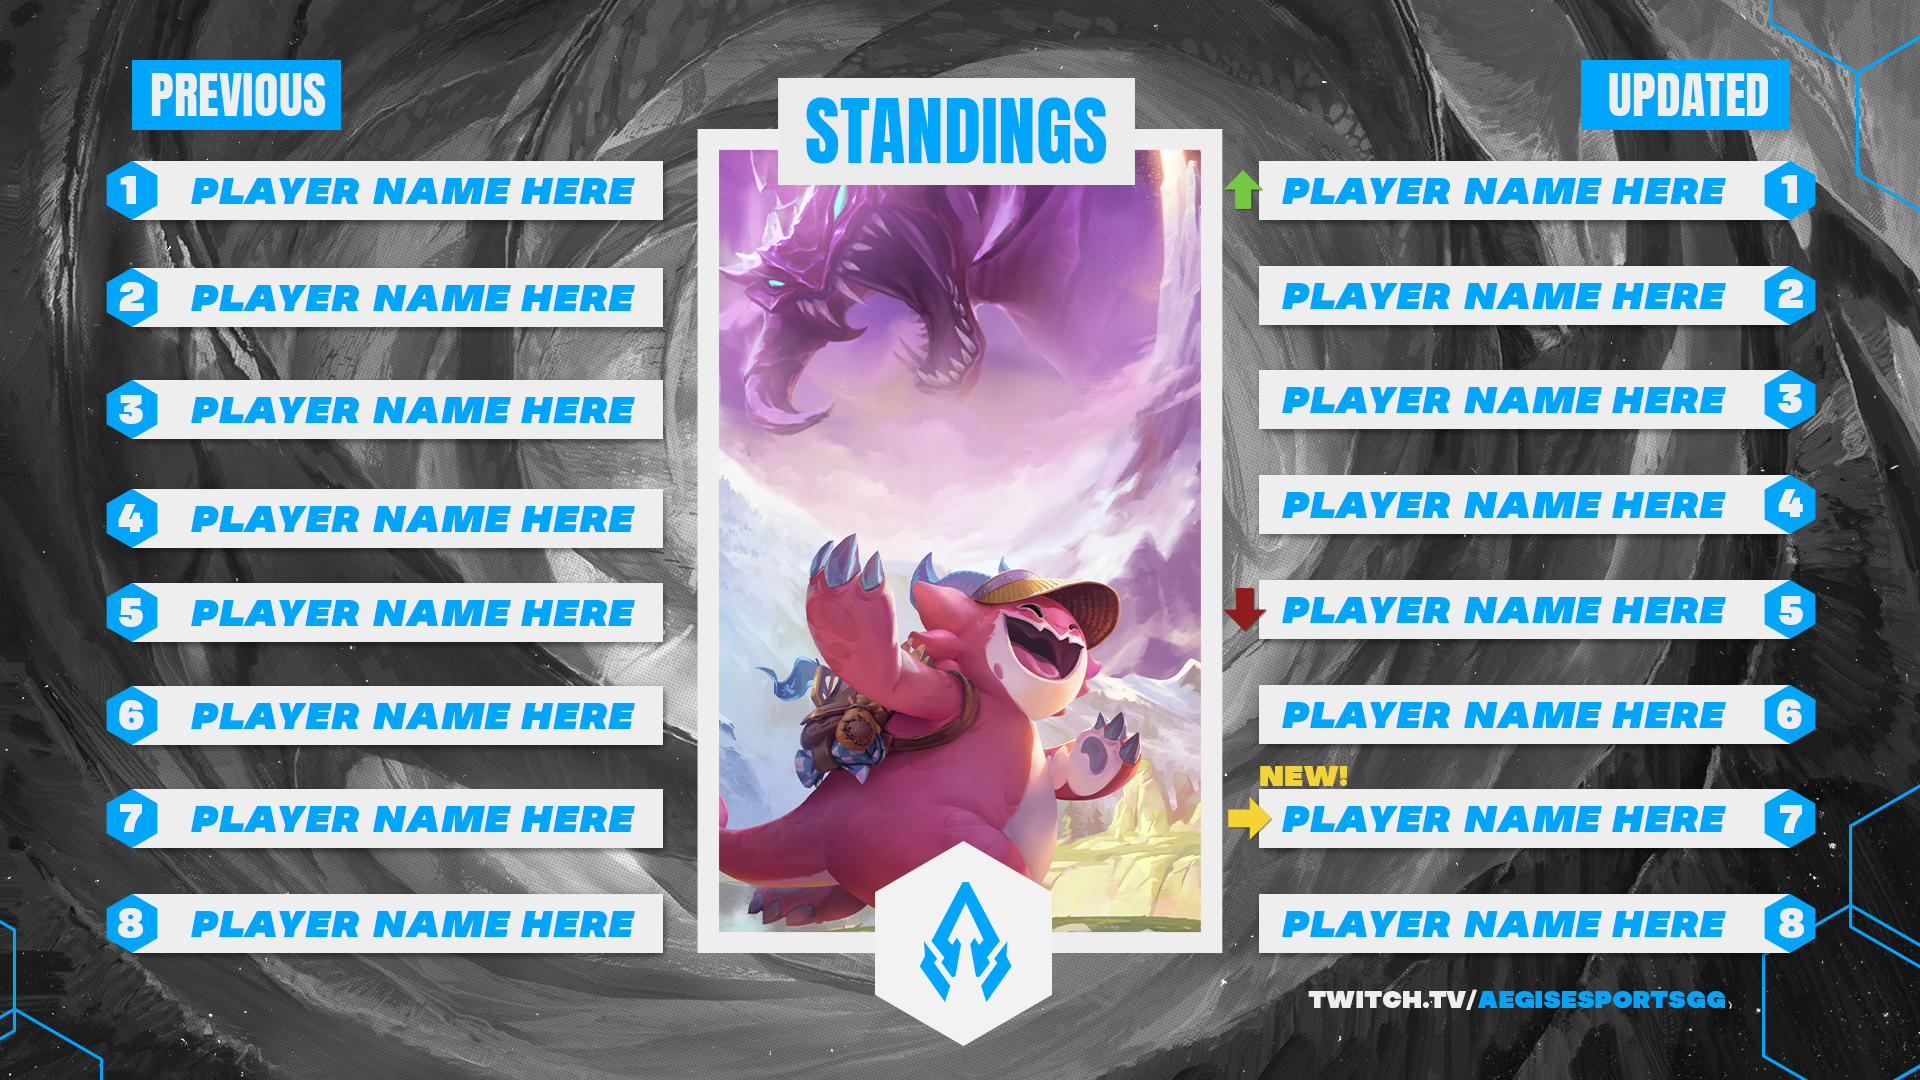 PREVIOUS
1 PLAYER NAME HERE
2 PLAYER NAME HERE
3 PLAYER NAME HERE
4 PLAYER NAME HERE
5 PLAYER NAME HERE
6 PLAYER NAME HERE
7 PLAYER NAME HERE
8 PLAYER NAME HERE
STANDINGS
UPDATED
PLAYER NAME HERE 1
PLAYER NAME HERE 2
PLAYER NAME HERE 3
PLAYER NAME HERE 4
PLAYER NAME HERE 5
PLAYER NAME HERE 6
NEW!
PLAYER NAME HERE 7
PLAYER NAME HERE 8
TWITCH.TV/AEGISESPORTSGG